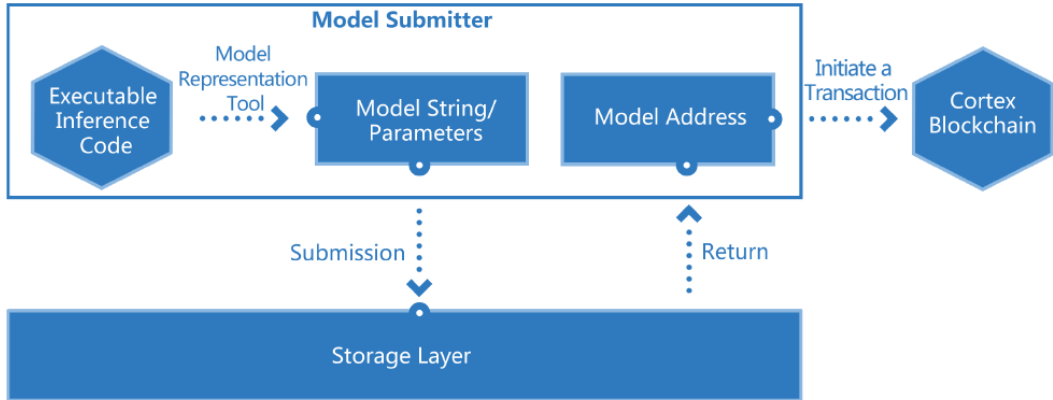 Model Submitter
Executable
Inference
Code
Model
Representation
Tool
Model String/
Parameters
Model Address
Initiate a
Transaction
Cortex
Blockchain
Submission
Return
Storage Layer